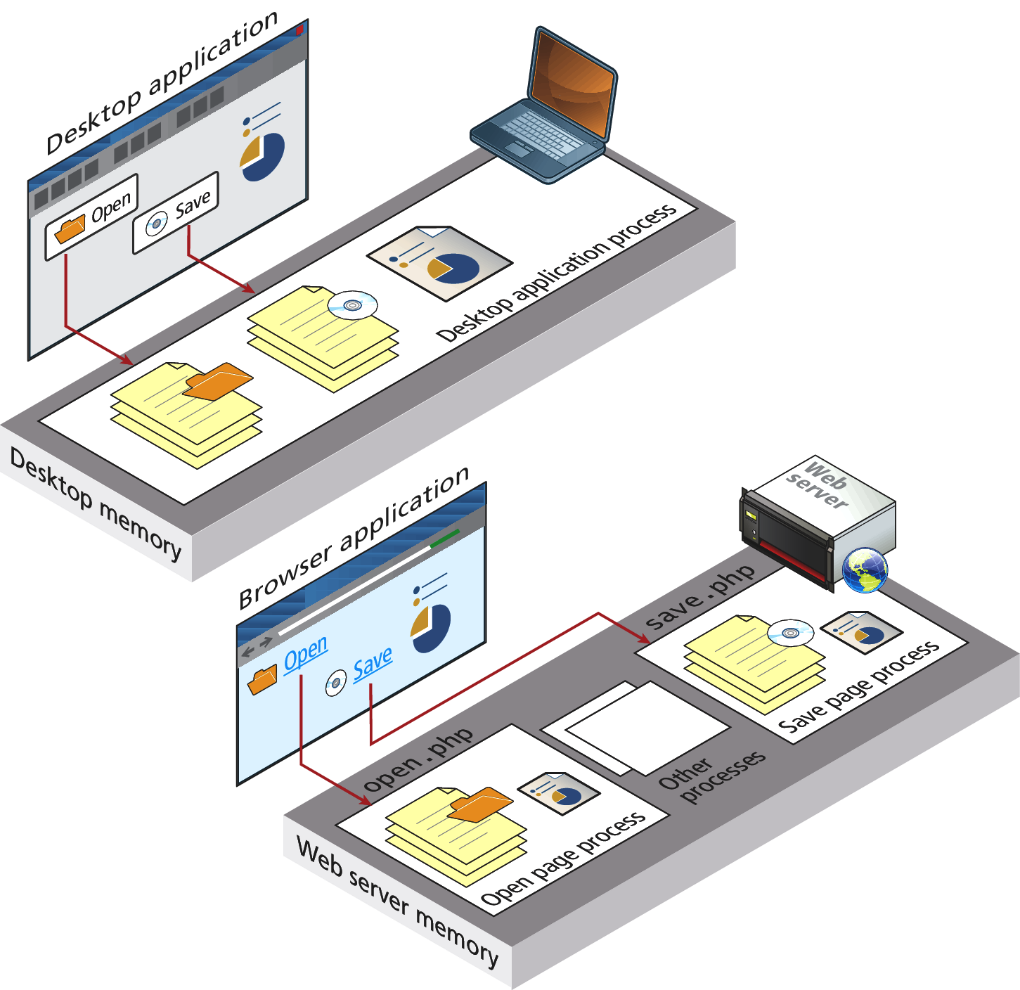 Desktop application
Open
Save
Desktop application process
Desktop memory
Browser application
Open
Save
Web
server
save.php
Save page process
open.php
Other
processes
Open page process
Web server memory